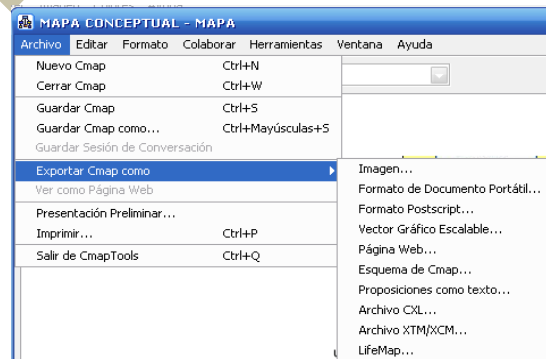 MAPA CONCEPTUAL - MAPA
Archivo Editar Formato Colaborar Herramientas Ventana Ayuda
Nuevo Cmap Ctrl+N
Cerrar Cmap Ctrl+W
Guardar Cmap Ctrl+S
Guardar Cmap como... Ctrl+Mayúsculas+S
Guardar Sesión de Conversación
Exportar Cmap como
Ver como Página Web
Presentación Preliminar...
Imprimir... Ctrl+P
Salir de CmapTools Ctrl+Q
Imagen...
Formato de Documento Portátil...
Formato Postscript...
Vector Gráfico Escalable...
Página Web...
Esquema de Cmap...
Proposiciones como texto...
Archivo CXL...
Archivo XTM/XCM...
LifeMap...